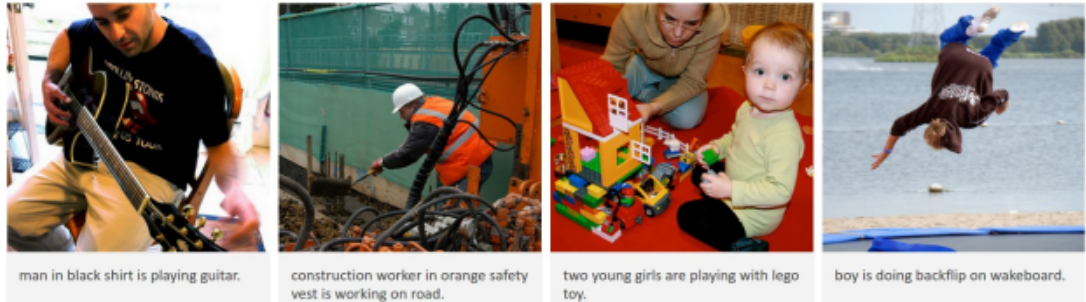 man in black shirt is playing guitar.
construction worker in orange safety
vest is working on road.
two young girls are playing with lego
toy.
boy is doing backflip on wakeboard.